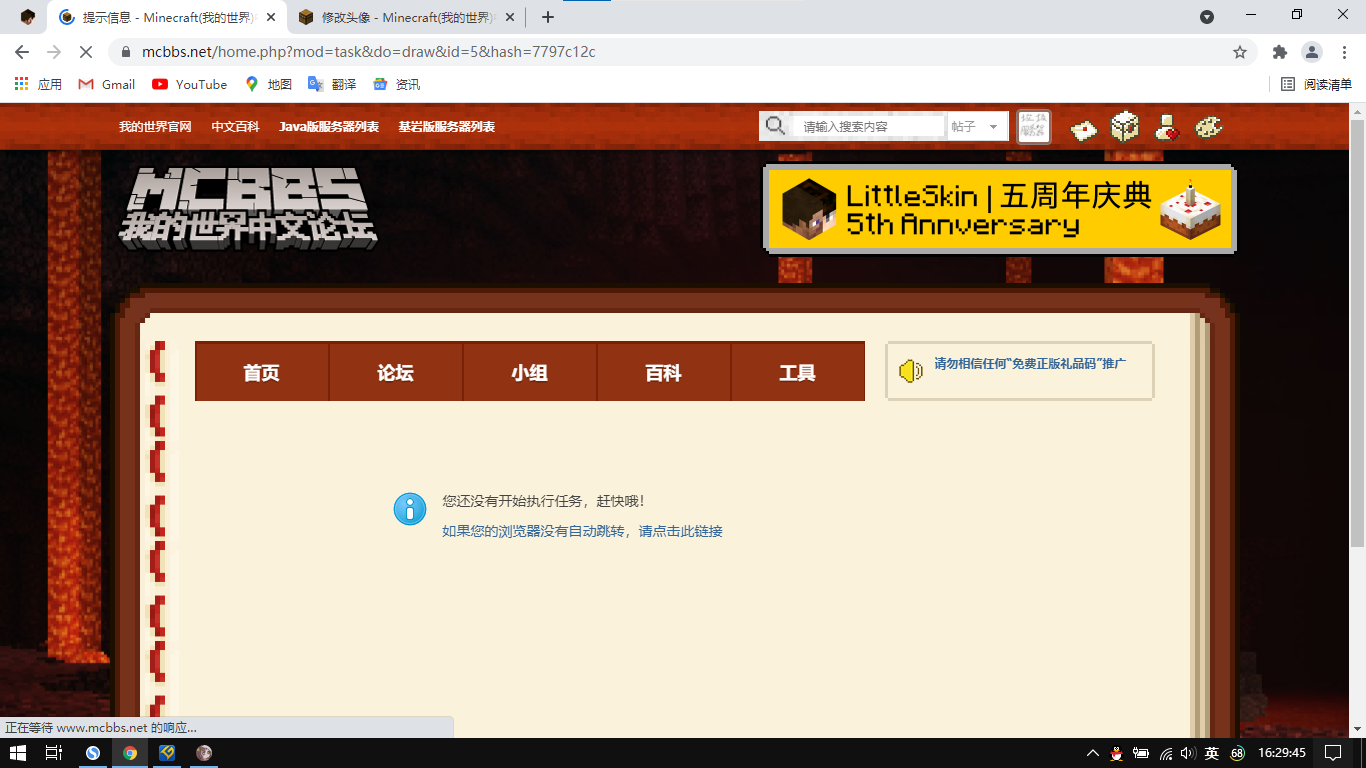 提示信息 - Minecraft(我的世界)
修改头像 - Minecraft(我的世界)
mcbbs.net/home.php?mod=task&do=draw&id=5&hash=7797c12c
应用 Gmail YouTube 地图 翻译 资讯 阅读清单
我的世界官网 中文百科 Java版服务器列表 基岩版服务器列表
请输入搜索内容 帖子
MCBBS
我的世界中文论坛
LittleSkin | 五周年庆典
5th Annversary
首页 论坛 小组 百科 工具
请勿相信任何“免费正版礼品码”推广
您还没有开始执行任务，赶快哦！
如果您的浏览器没有自动跳转，请点击此链接
正在等待 www.mcbbs.net 的响应...
英 68 16:29:45